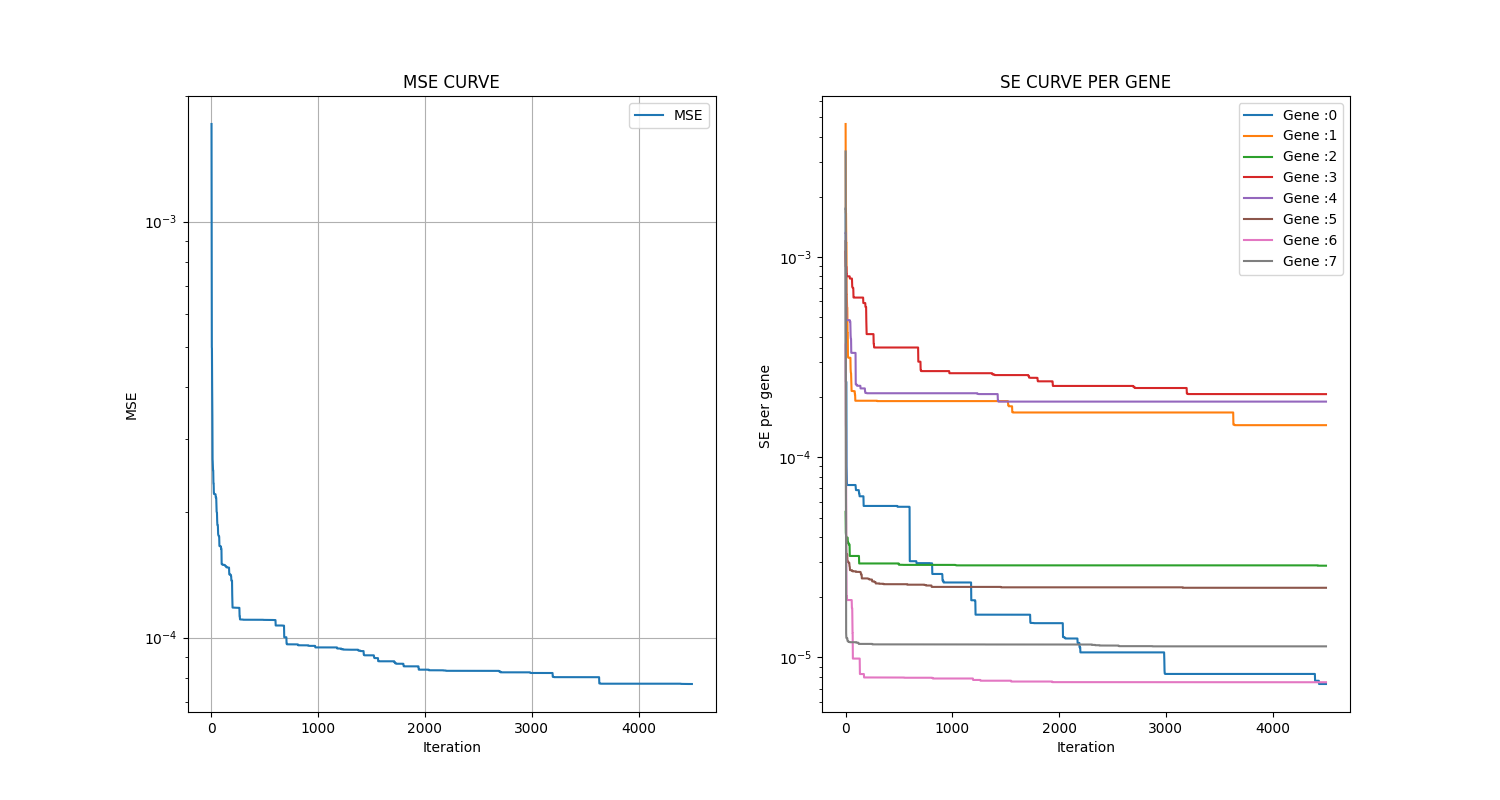 MSE CURVE
MSE
10⁻³
10⁻⁴
MSE
0
1000
2000
3000
4000
Iteration
SE CURVE PER GENE
Gene :0
Gene :1
Gene :2
Gene :3
Gene :4
Gene :5
Gene :6
Gene :7
10⁻³
10⁻⁴
10⁻⁵
SE per gene
0
1000
2000
3000
4000
Iteration